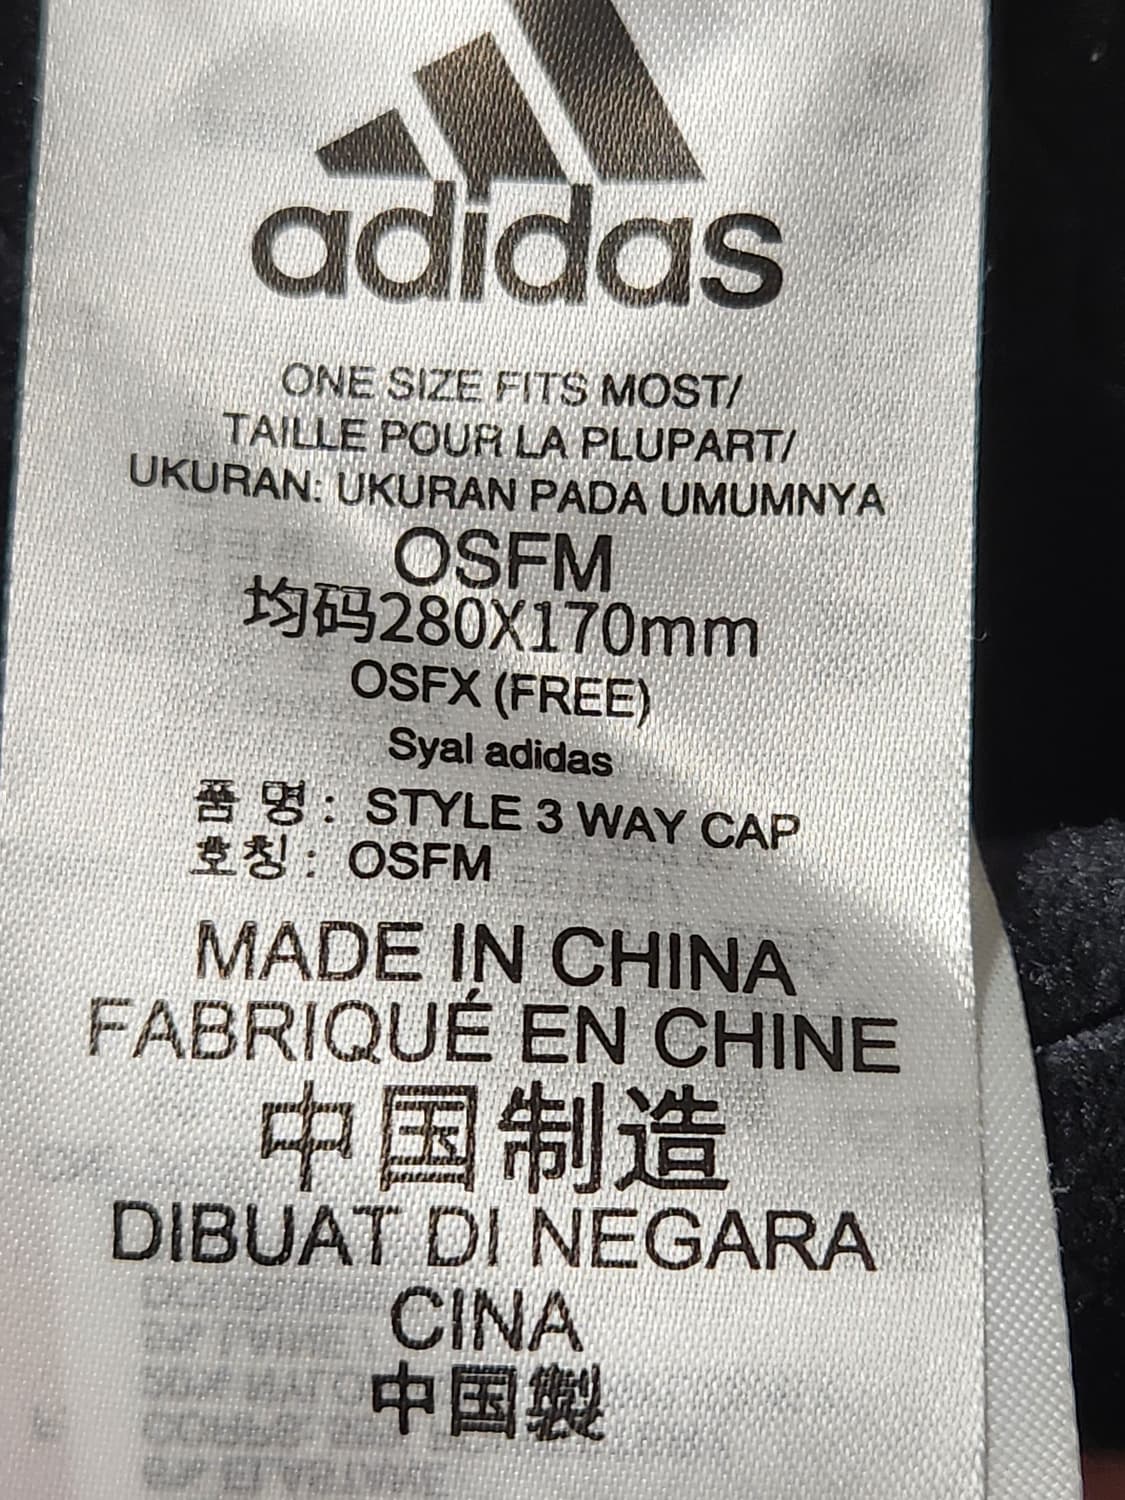 adidas
ONE SIZE FITS MOST/
TAILLE POUR LA PLUPART/
UKURAN: UKURAN PADA UMUMNYA
OSFM
均码280X170mm
OSFX (FREE)
Syal adidas
품 명 : STYLE 3 WAY CAP
호칭 : OSFM
MADE IN CHINA
FABRIQUÉ EN CHINE
中国制造
DIBUAT DI NEGARA
CINA
中国製